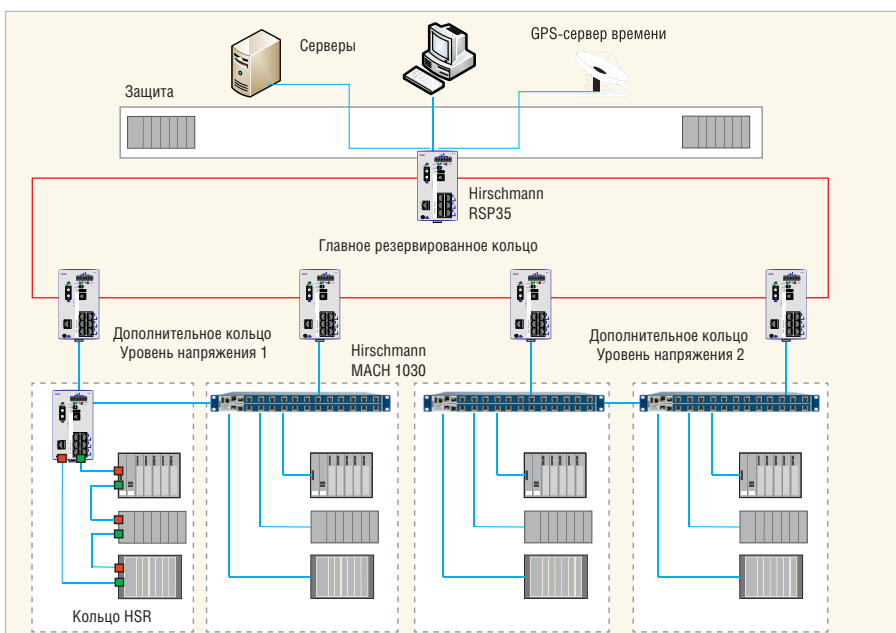 Серверы
GPS-сервер времени
Защита
Hirschmann
RSP35
Главное резервированное кольцо
Дополнительное кольцо
Уровень напряжения 1
Hirschmann
MACH 1030
Дополнительное кольцо
Уровень напряжения 2
Кольцо HSR